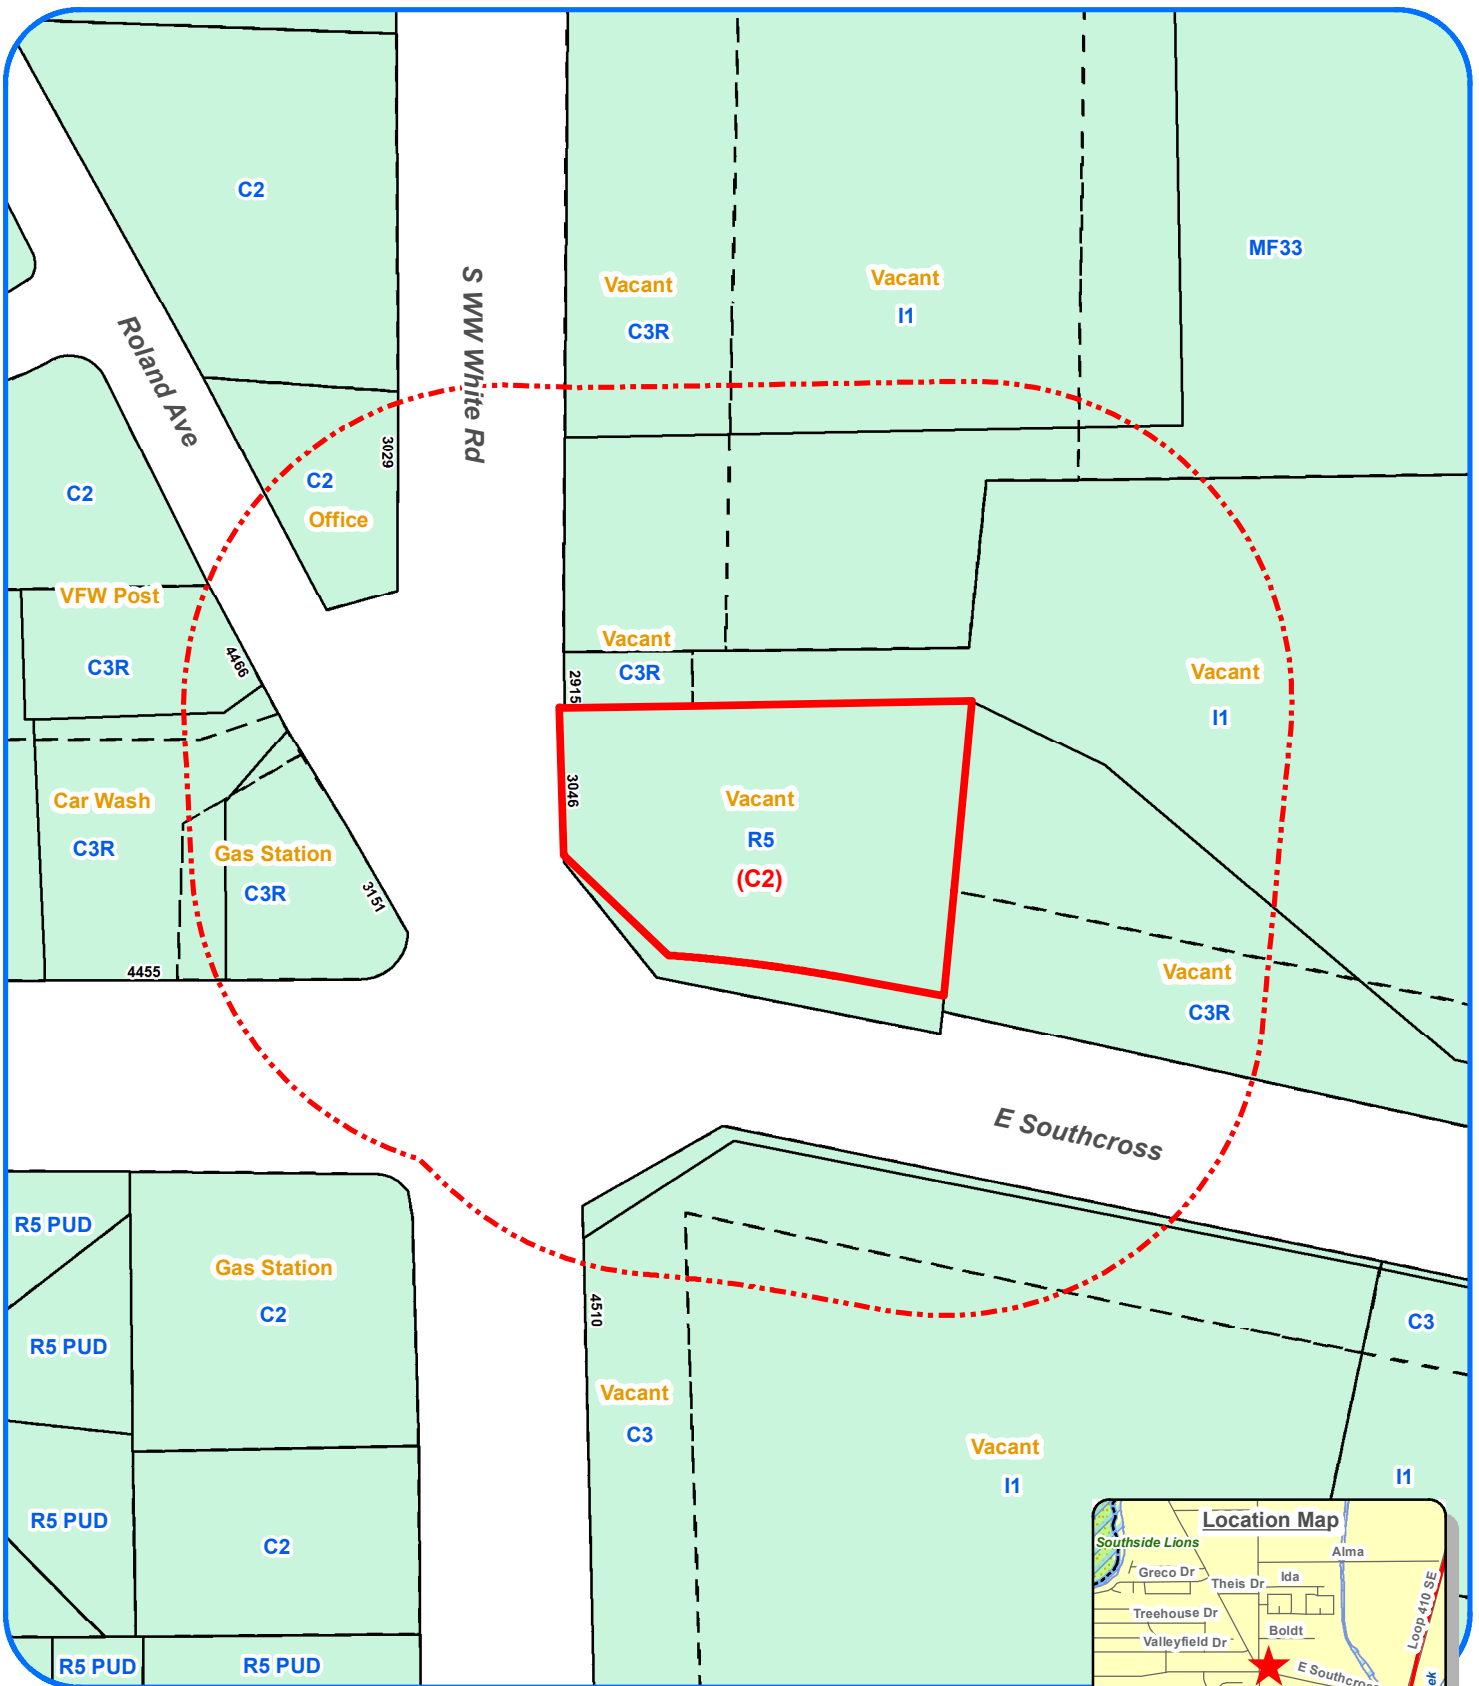 C2
MF33
S WW White Rd
Vacant
C3R
Vacant
I1
Roland Ave
3029
C2
C2
Office
VFW Post
C3R
4466
Vacant
C3R
2915
Vacant
I1
3046
Vacant
R5
(C2)
Car Wash
C3R
Gas Station
C3R
3151
4455
Vacant
C3R
E Southcross
R5 PUD
Gas Station
C2
R5 PUD
4510
C3
Vacant
C3
Vacant
I1
I1
R5 PUD
C2
R5 PUD
R5 PUD
Location Map
Southside Lions
Alma
Greco Dr
Theis Dr
Ida
Loop 410 SE
Treehouse Dr
Boldt
Valleyfield Dr
E Southcross
ek